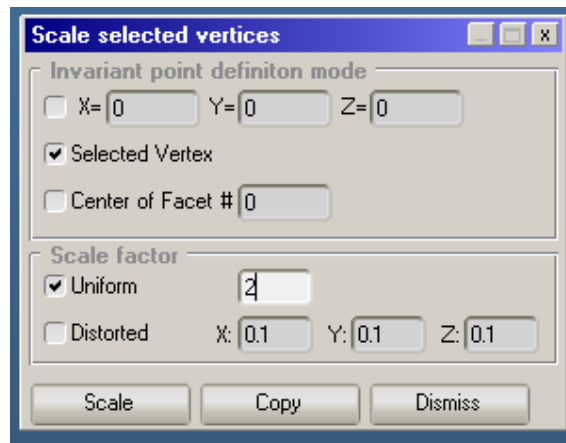 Scale selected vertices
Invariant point definiton mode
X= 0 Y= 0 Z= 0
Selected Vertex
Center of Facet # 0
Scale factor
Uniform 2
Distorted X: 0.1 Y: 0.1 Z: 0.1
Scale Copy Dismiss